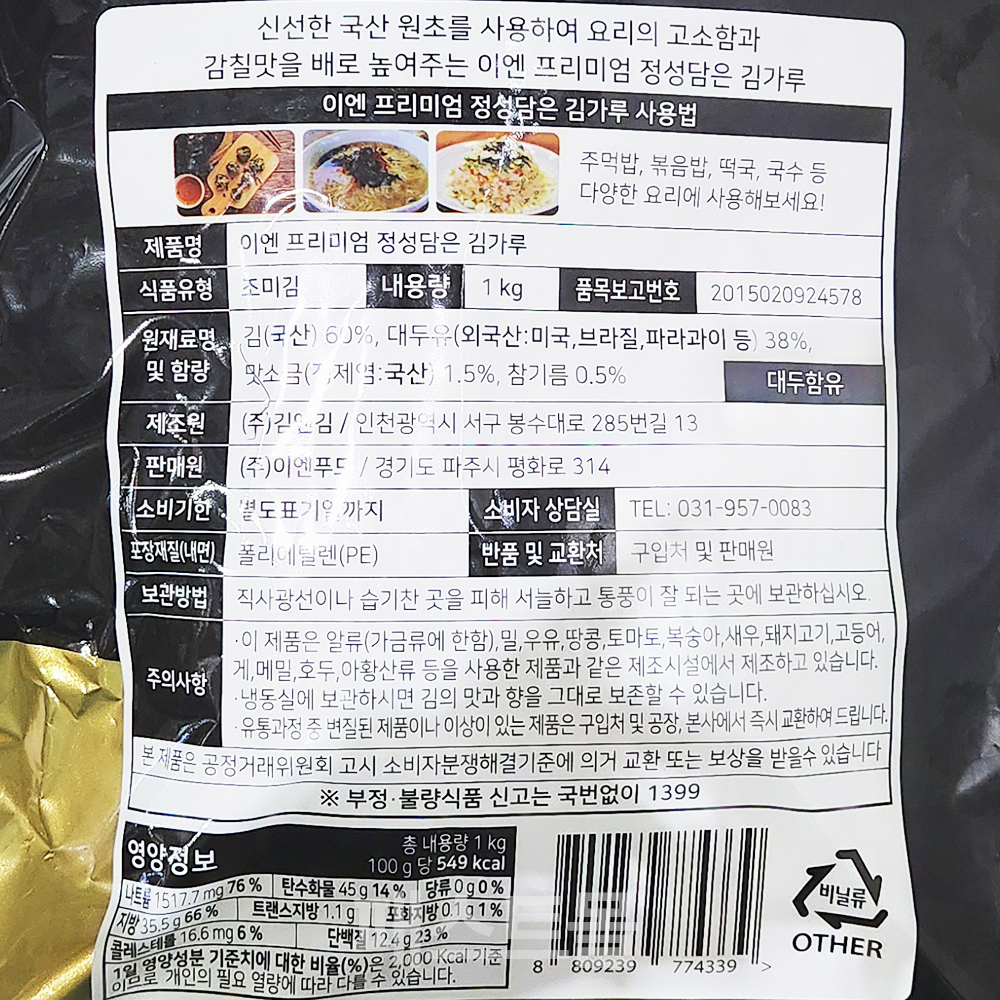 신선한 국산 원초를 사용하여 요리의 고소함과
감칠맛을 배로 높여주는 이엔 프리미엄 정성담은 김가루
이엔 프리미엄 정성담은 김가루 사용법
주먹밥, 볶음밥, 떡국, 국수 등
다양한 요리에 사용해보세요!
제품명 이엔 프리미엄 정성담은 김가루
식품유형 조미김 내용량 1 kg 품목보고번호 2015020924578
원재료명 김(국산) 60%, 대두유(외국산:미국,브라질,파라과이 등) 38%,
및 함량 맛소금(정제염:국산) 1.5%, 참기름 0.5% 대두함유
제조원 / 인천광역시 서구 봉수대로 285번길 13
판매원 (주)이엔푸드 / 경기도 파주시 평화로 314
소비기한 별도표기일까지 소비자 상담실 TEL: 031-957-0083
포장재질(내면) 폴리에틸렌(PE) 반품 및 교환처 구입처 및 판매원
보관방법 직사광선이나 습기찬 곳을 피해 서늘하고 통풍이 잘 되는 곳에 보관하십시오.
주의사항 ·이 제품은 알류(가금류에 한함),밀,우유,땅콩,토마토,복숭아,새우,돼지고기,고등어,
게,메밀,호두,아황산류 등을 사용한 제품과 같은 제조시설에서 제조하고 있습니다.
·냉동실에 보관하시면 김의 맛과 향을 그대로 보존할 수 있습니다.
·유통과정 중 변질된 제품이나 이상이 있는 제품은 구입처 및 공장, 본사에서 즉시 교환하여 드립니다.
본 제품은 공정거래위원회 고시 소비자분쟁해결기준에 의거 교환 또는 보상을 받을수 있습니다
※ 부정·불량식품 신고는 국번없이 1399
영양정보 총 내용량 1 kg
100 g 당 549 kcal
나트륨 1517.7 mg 76 % 탄수화물 45 g 14 % 당류 0 g 0 %
지방 35.5 g 66 % 트랜스지방 1.1 g 포화지방 0.1 g 1 %
콜레스테롤 16.6 mg 6 % 단백질 12.4 g 23 %
1일 영양성분 기준치에 대한 비율(%)은 2,000 Kcal 기준
이므로 개인의 필요 열량에 따라 다를 수 있습니다.
8 809239 774339 >
비닐류
OTHER